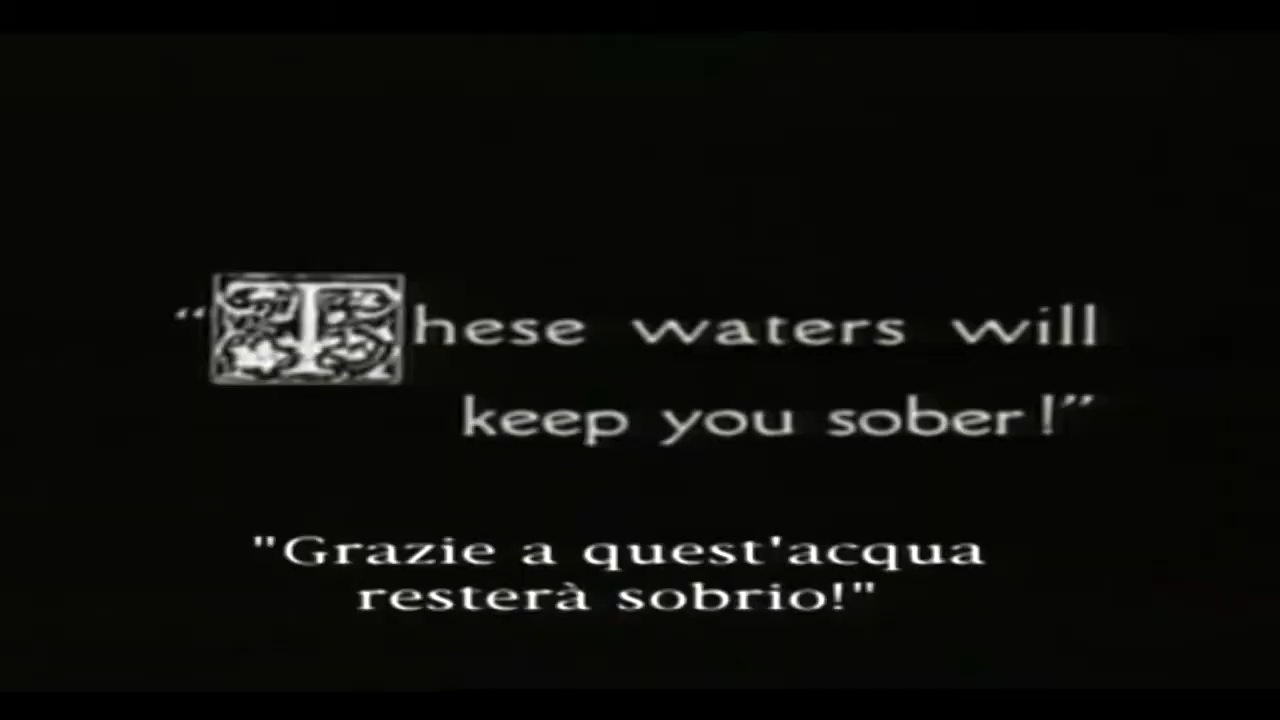 “These waters will
keep you sober!”
"Grazie a quest'acqua
resterà sobrio!"